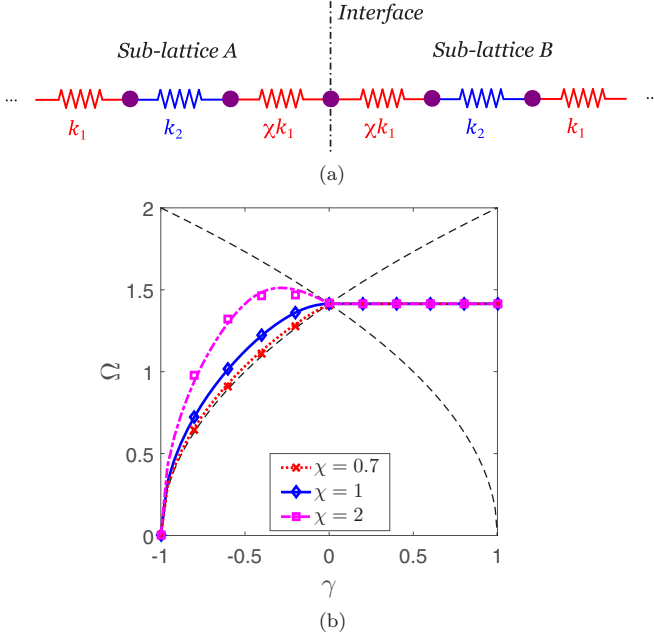 Interface
Sub-lattice A Sub-lattice B
... k₁ k₂ χk₁ χk₁ k₂ k₁ ..
(a)
2
1.5
1
0.5
0
Ω
χ = 0.7
χ = 1
χ = 2
-1 -0.5 0 0.5 1
γ
(b)